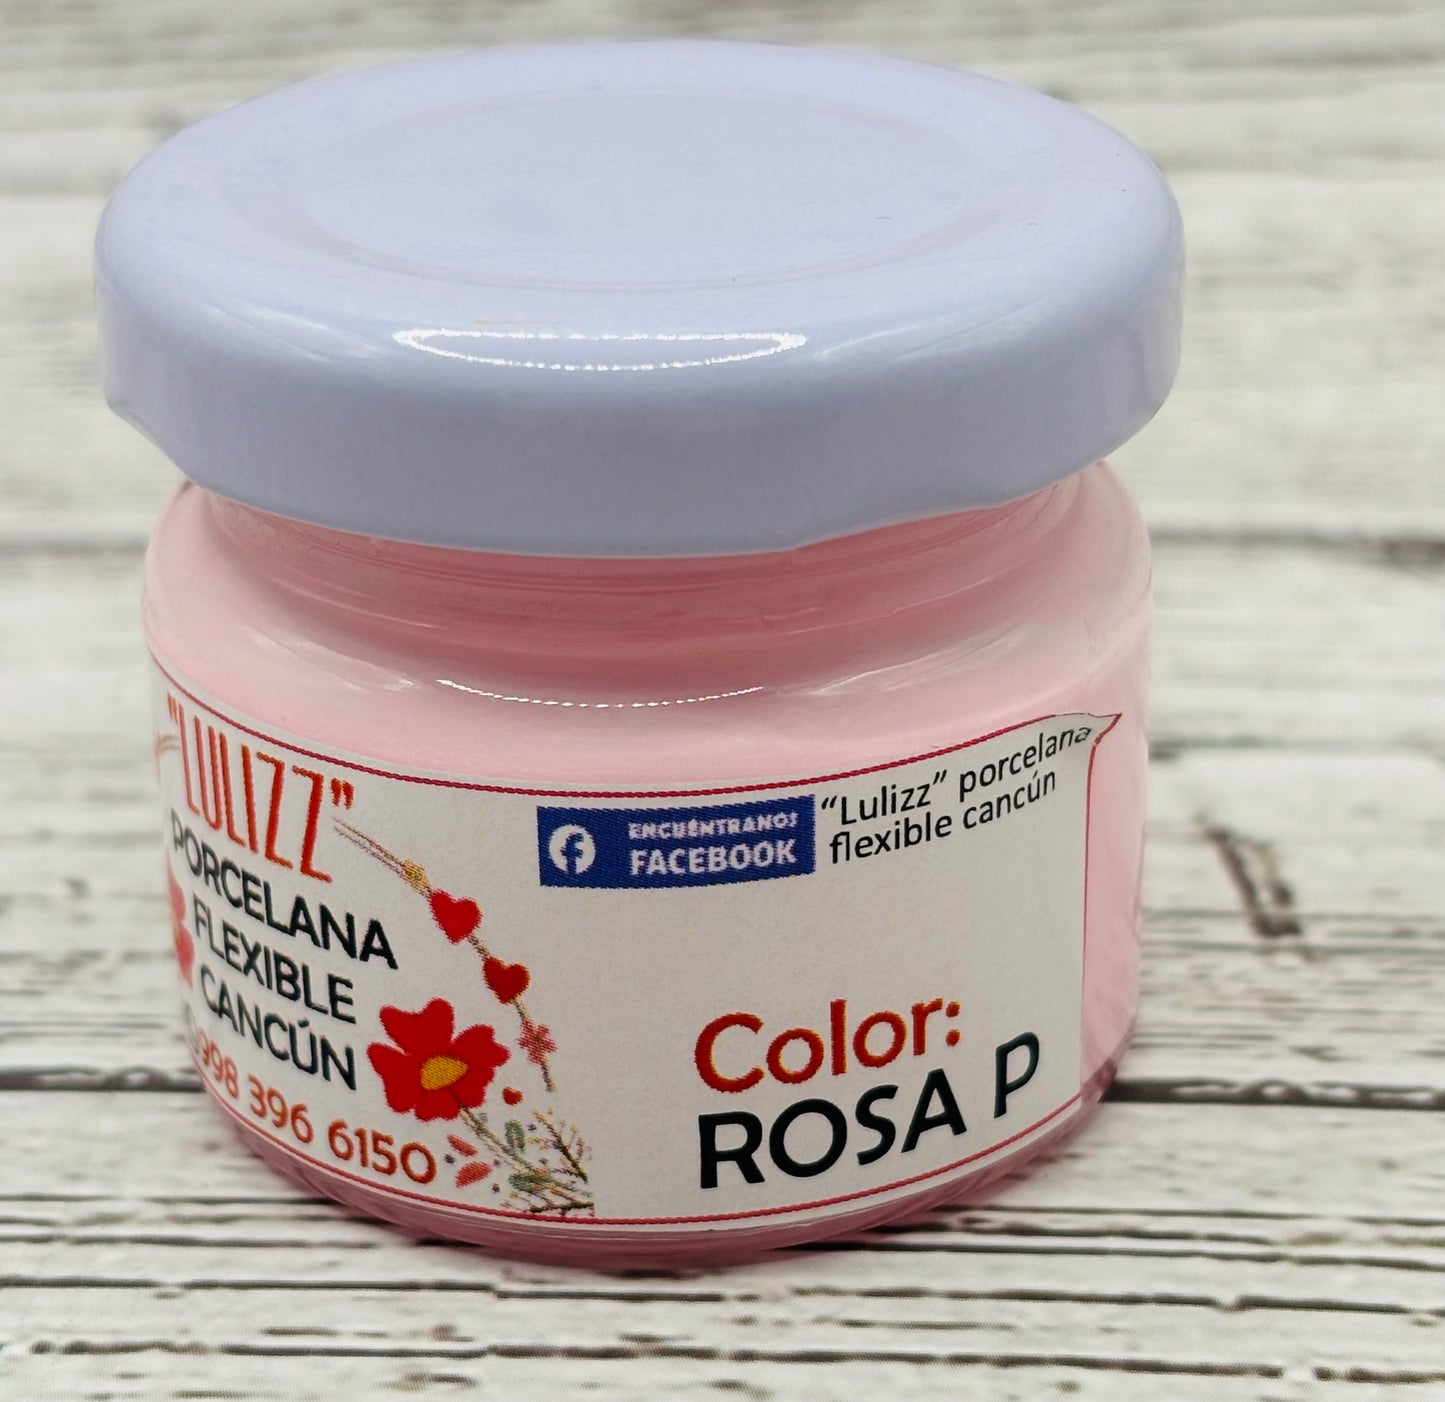 "LULIZZ"
PORCELANA
FLEXIBLE
CANCÚN
998 396 6150
ENCUÉNTRANOS
FACEBOOK
"Lulizz" porcelana
flexible cancún
Color:
ROSA P